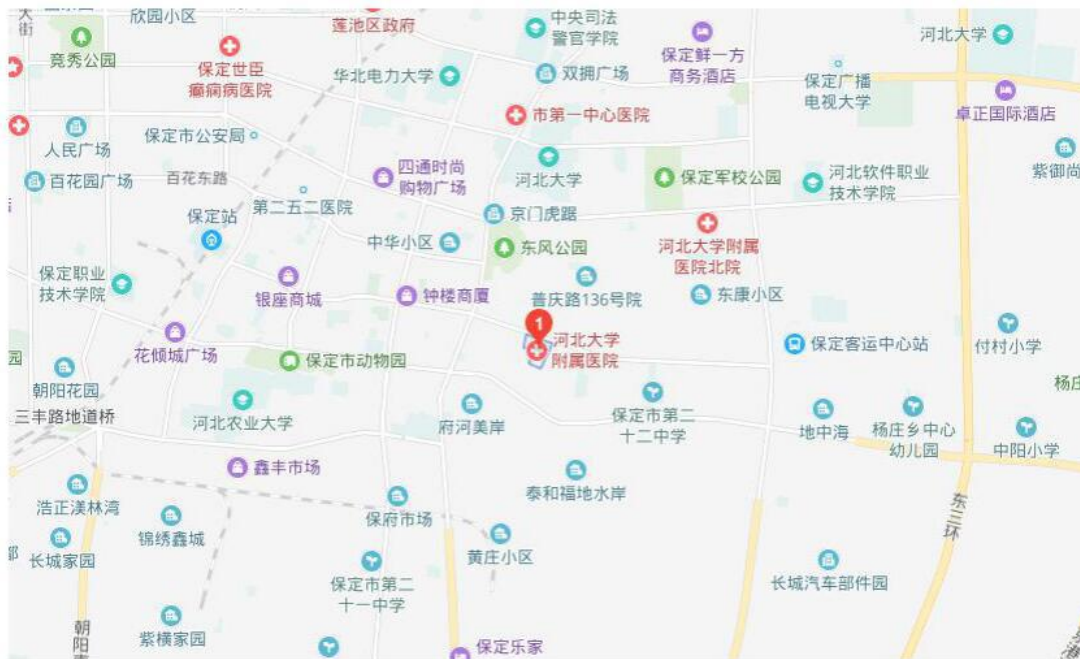 大
街
欣园小区
莲池区政府
中央司法
警官学院
保定鲜一方
商务酒店
河北大学
竞秀公园
保定世臣
癫痫病医院
华北电力大学
双拥广场
保定广播
电视大学
卓正国际酒店
人民广场
保定市公安局
市第一中心医院
百花园广场
百花东路
四通时尚
购物广场
河北大学
保定军校公园
河北软件职业
技术学院
紫御尚
保定站
第二五二医院
京门虎踞
中华小区
东风公园
河北大学附属
医院北院
保定职业
技术学院
银座商城
钟楼商厦
普庆路136号院
东康小区
1
河北大学
附属医院
花倾城广场
保定市动物园
保定客运中心站
付村小学
园
朝阳花园
杨庄
三丰路地道桥
河北农业大学
府河美岸
保定市第二
十二中学
地中海
杨庄乡中心
幼儿园
中阳小学
鑫丰市场
泰和福地水岸
浩正渼林湾
锦绣鑫城
保府市场
东三环
长城家园
黄庄小区
保定市第二
十一中学
长城汽车部件园
紫横家园
朝阳
保定乐家